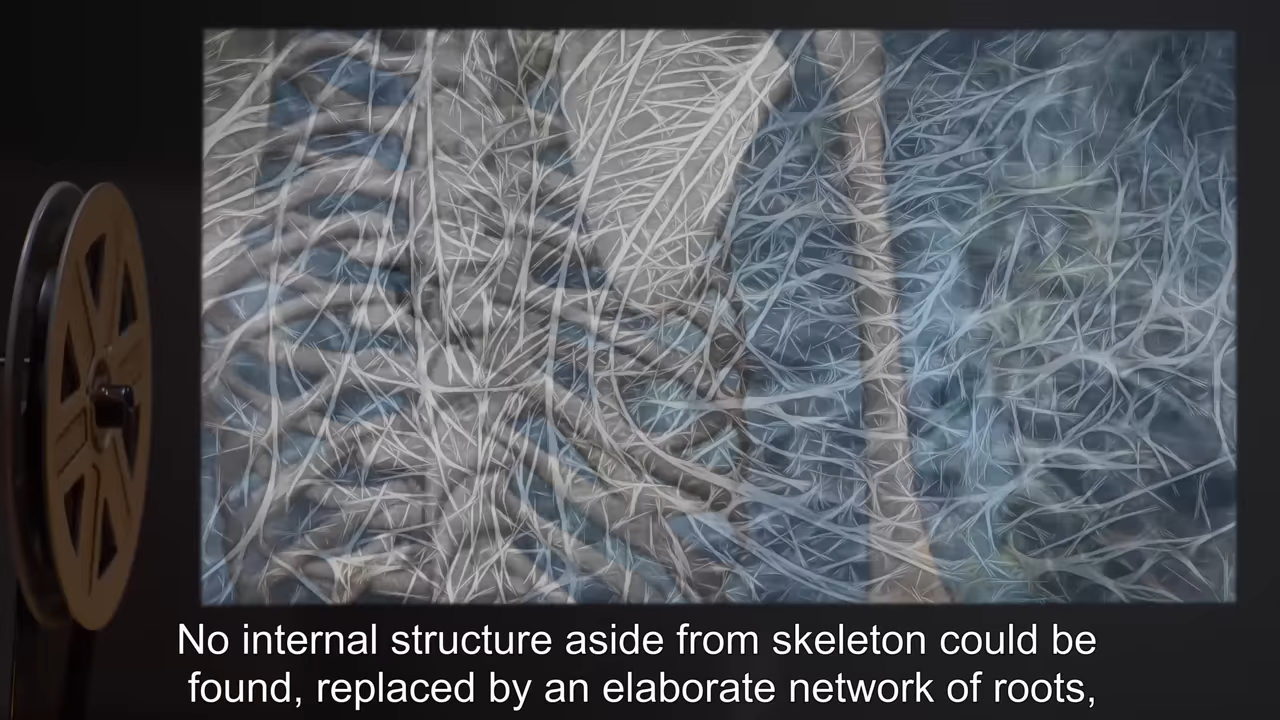 No internal structure aside from skeleton could be
found, replaced by an elaborate network of roots,